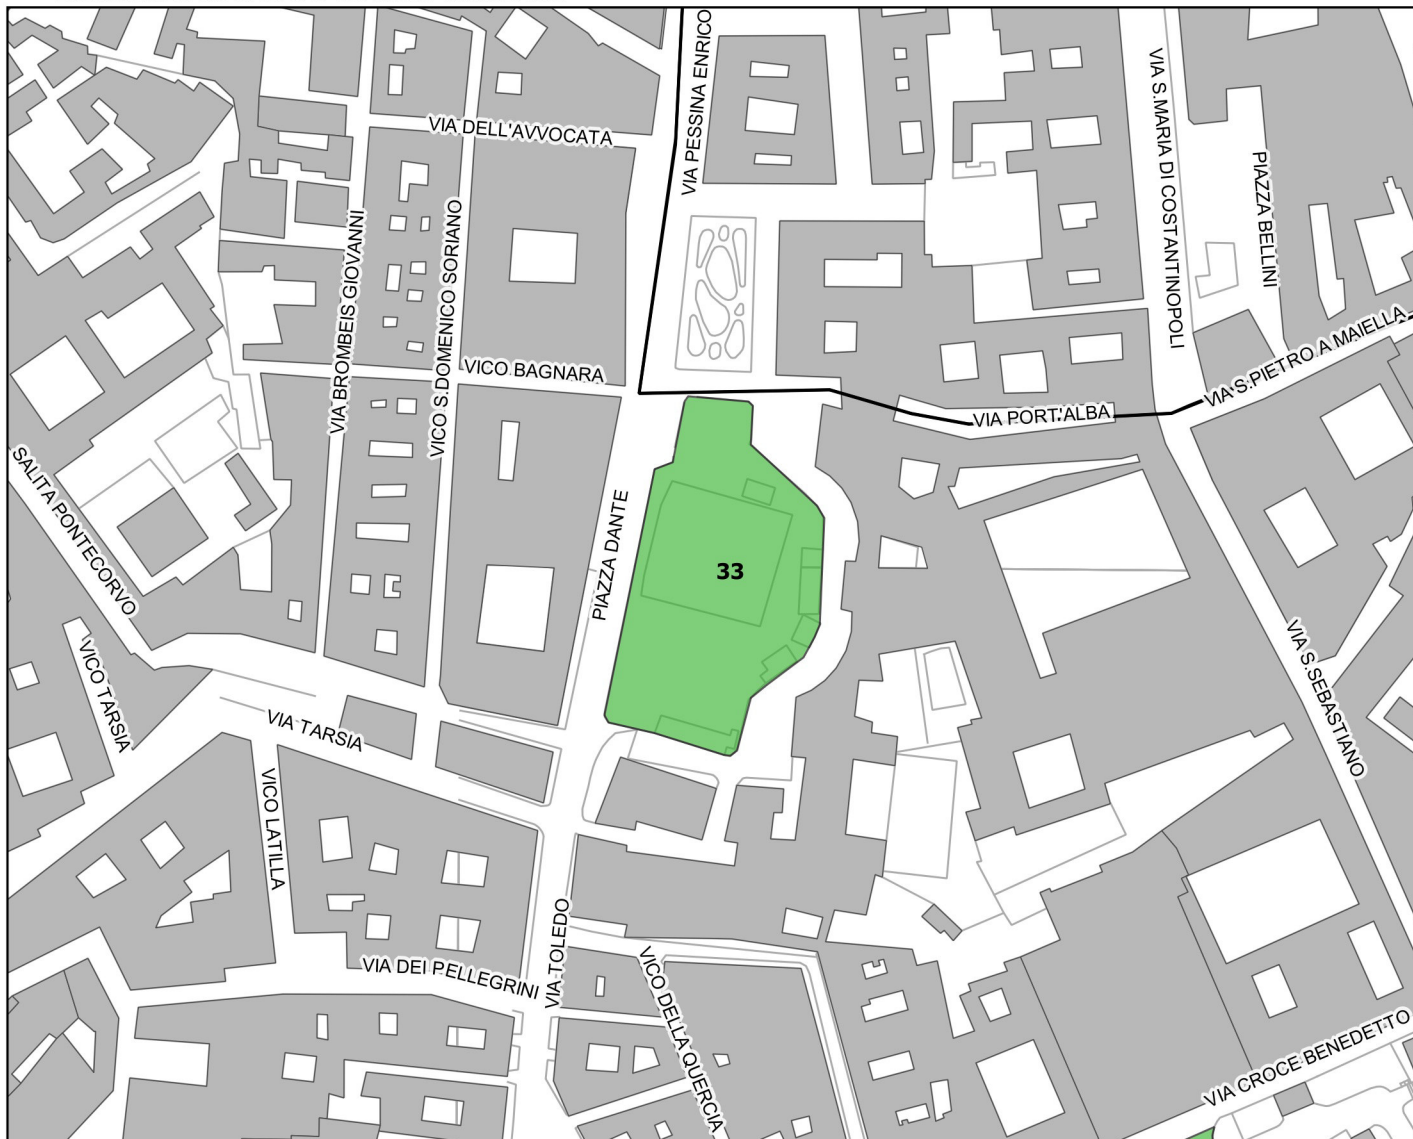 VIA PESSINA ENRICO
VIA DELL'AVVOCATA
VIA S.MARIA DI COSTANTINOPOLI
PIAZZA BELLINI
VIA BROMBEIS GIOVANNI
VICO S.DOMENICO SORIANO
VICO BAGNARA
VIA S.PIETRO A MAIELLA
VIA PORT'ALBA
SALITA PONTECORVO
PIAZZA DANTE
33
VICO TARSIA
VIA TARSIA
VIA S.SEBASTIANO
VICO LATILLA
VIA TOLEDO
VIA DEI PELLEGRINI
VICO DELLA QUERCIA
VIA CROCE BENEDETTO